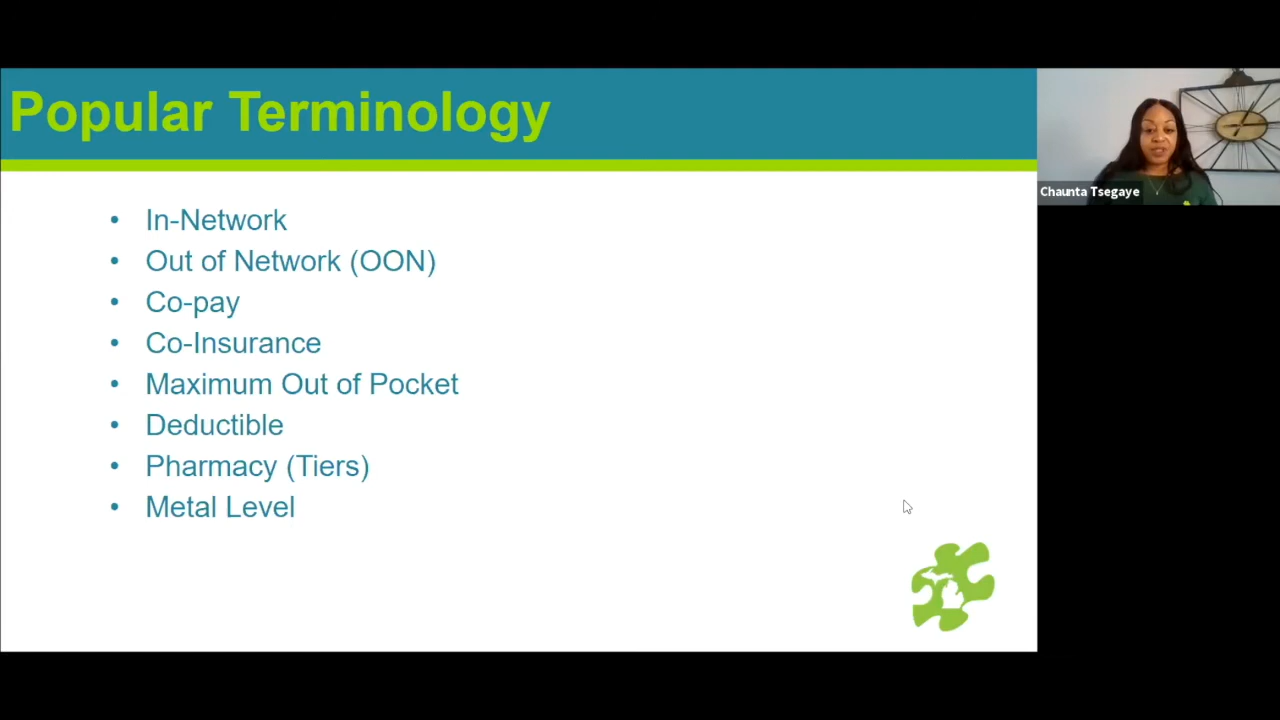 Popular Terminology
• In-Network
• Out of Network (OON)
• Co-pay
• Co-Insurance
• Maximum Out of Pocket
• Deductible
• Pharmacy (Tiers)
• Metal Level
Chaunta Tsegaye